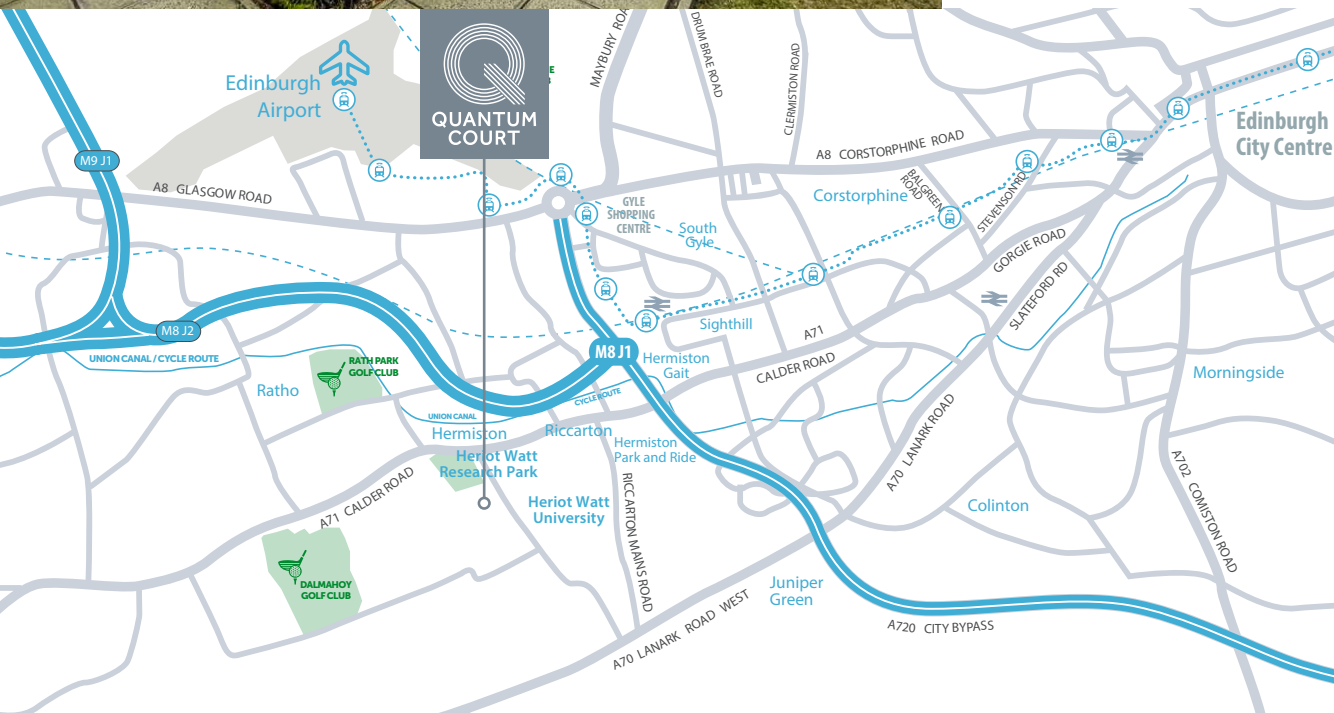 MAYBURY ROA
DRUM BRAE ROAD
CLERMISTON ROAD
Edinburgh
Airport
QUANTUM
COURT
Edinburgh
City Centre
M9 J1
A8 CORSTORPHINE ROAD
A8 GLASGOW ROAD
GYLE
SHOPPING
CENTRE
South
Gyle
Corstorphine
BALGREEN
ROAD
STEVENSON RD
GORGIE ROAD
SLATEFORD RD
M8 J2
UNION CANAL / CYCLE ROUTE
RATH PARK
GOLF CLUB
Ratho
M8 J1
Hermiston
Gait
Sighthill
A71
CALDER ROAD
Morningside
UNION CANAL
CYCLE ROUTE
Hermiston
Riccarton
Hermiston
Park and Ride
Heriot Watt
Research Park
Heriot Watt
University
A71 CALDER ROAD
RICCARTON MAINS ROAD
A70 LANARK ROAD
Colinton
A702 COMISTON ROAD
DALMAHOY
GOLF CLUB
Juniper
Green
A70 LANARK ROAD WEST
A720 CITY BYPASS